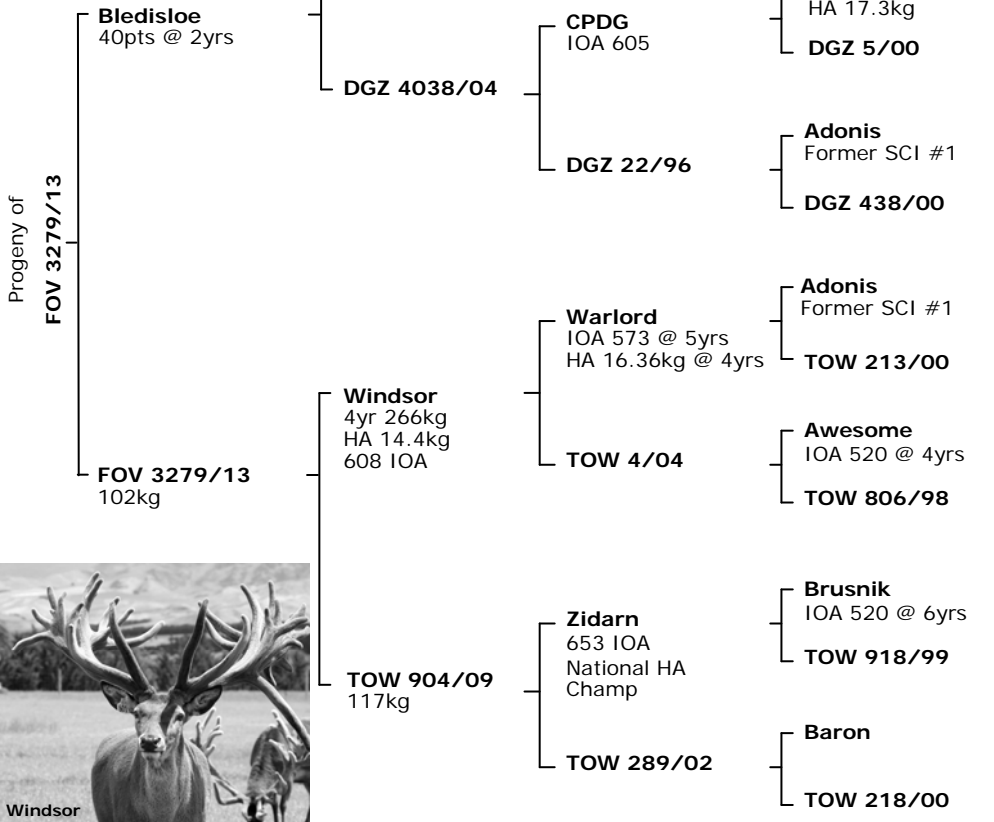 Progeny of
FOV 3279/13
Bledisloe
40pts @ 2yrs
FOV 3279/13
102kg
DGZ 4038/04
Windsor
4yr 266kg
HA 14.4kg
608 IOA
TOW 904/09
117kg
CPDG
IOA 605
DGZ 22/96
Warlord
IOA 573 @ 5yrs
HA 16.36kg @ 4yrs
TOW 4/04
Zidarn
653 IOA
National HA
Champ
TOW 289/02
HA 17.3kg
DGZ 5/00
Adonis
Former SCI #1
DGZ 438/00
Adonis
Former SCI #1
TOW 213/00
Awesome
IOA 520 @ 4yrs
TOW 806/98
Brusnik
IOA 520 @ 6yrs
TOW 918/99
Baron
TOW 218/00
Windsor